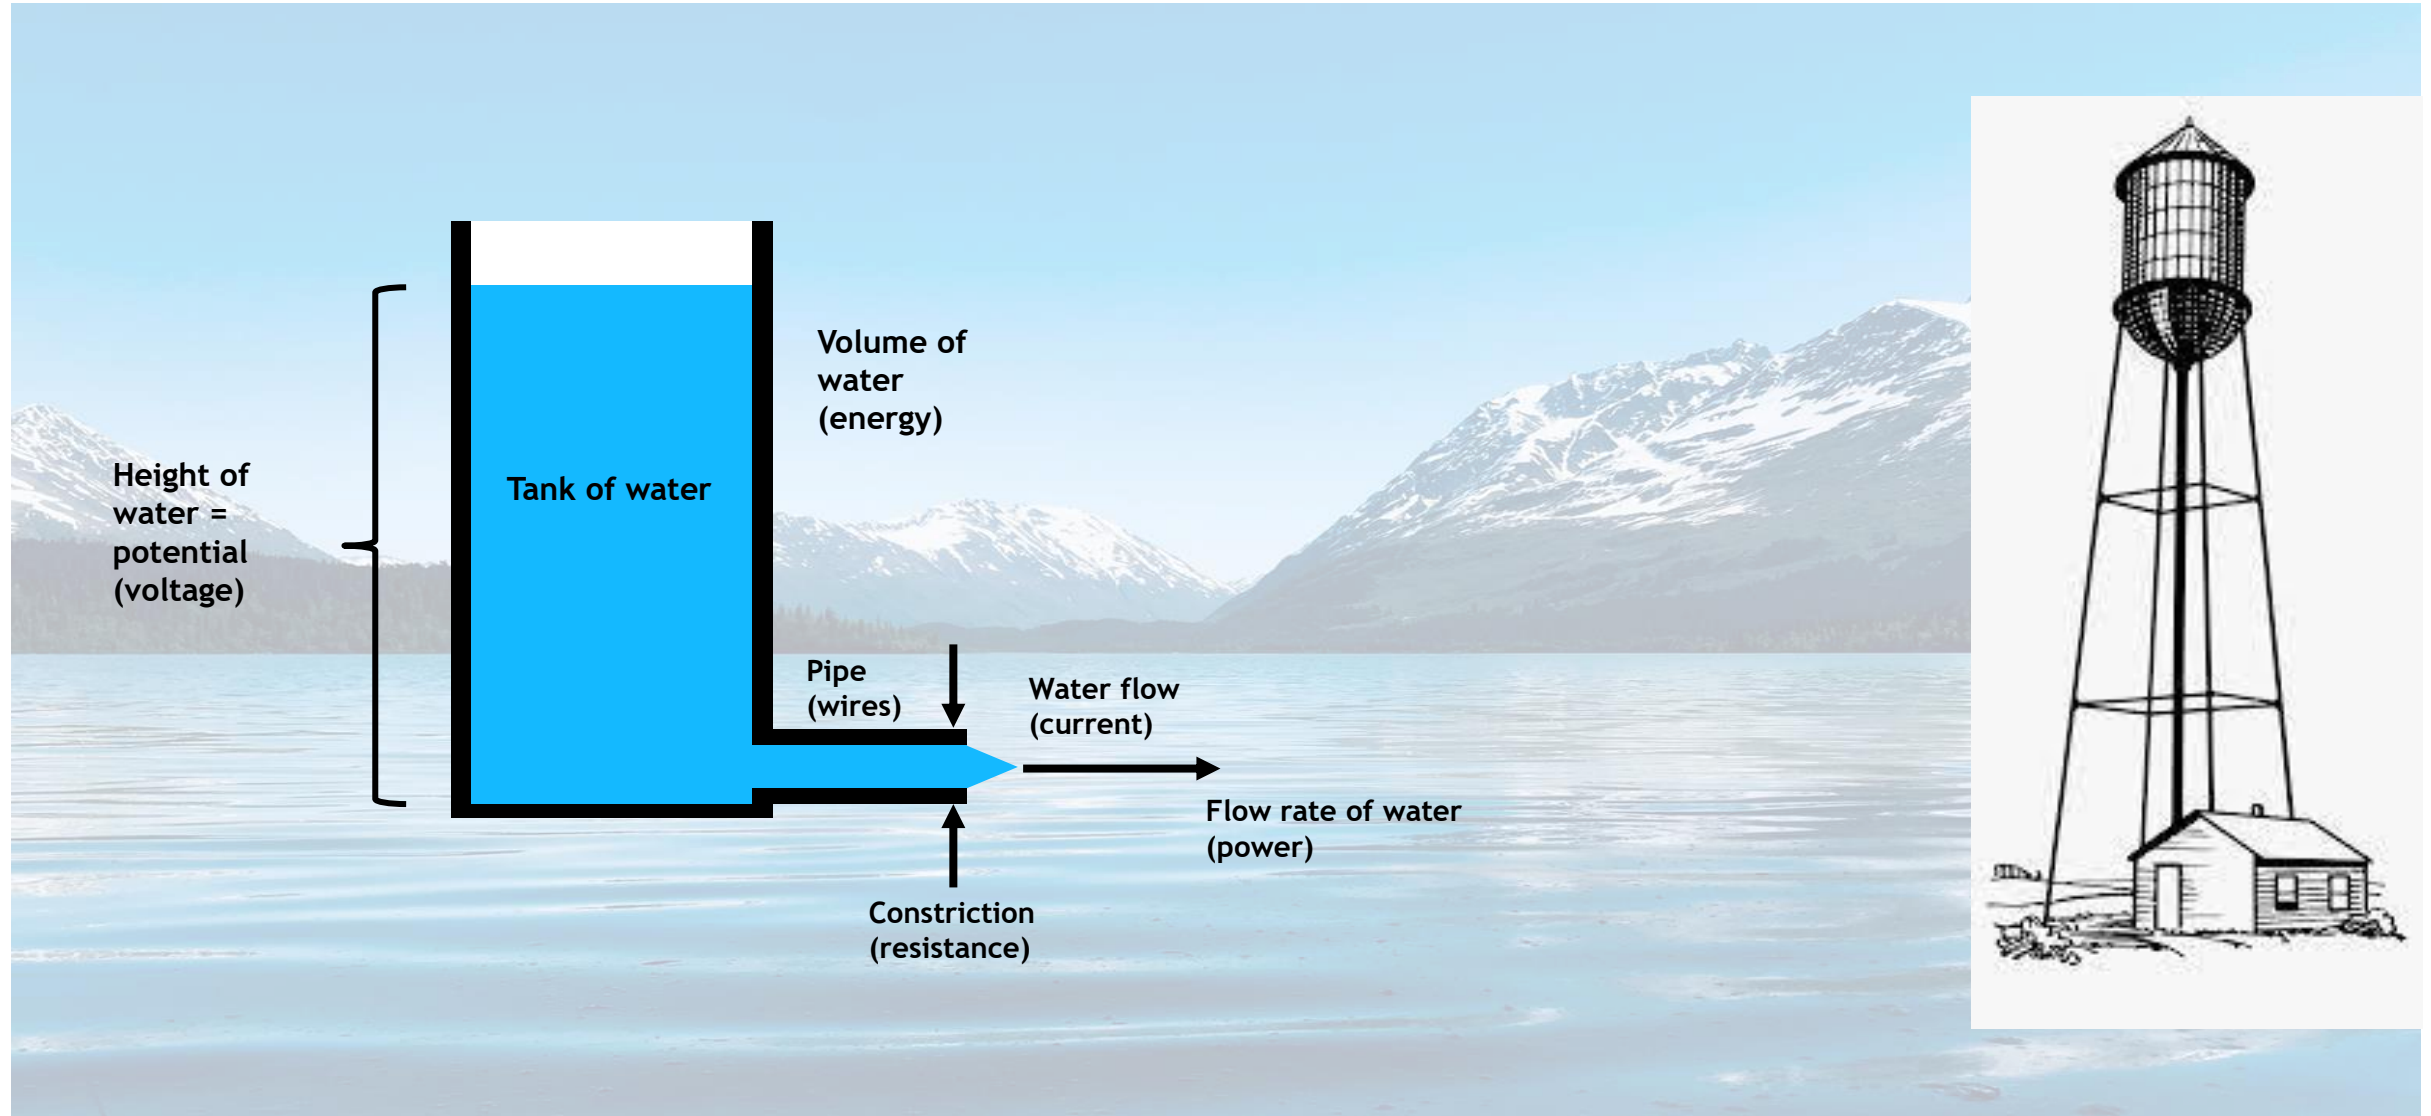 Height of
water =
potential
(voltage)
Tank of water
Volume of
water
(energy)
Pipe
(wires)
Water flow
(current)
Flow rate of water
(power)
Constriction
(resistance)